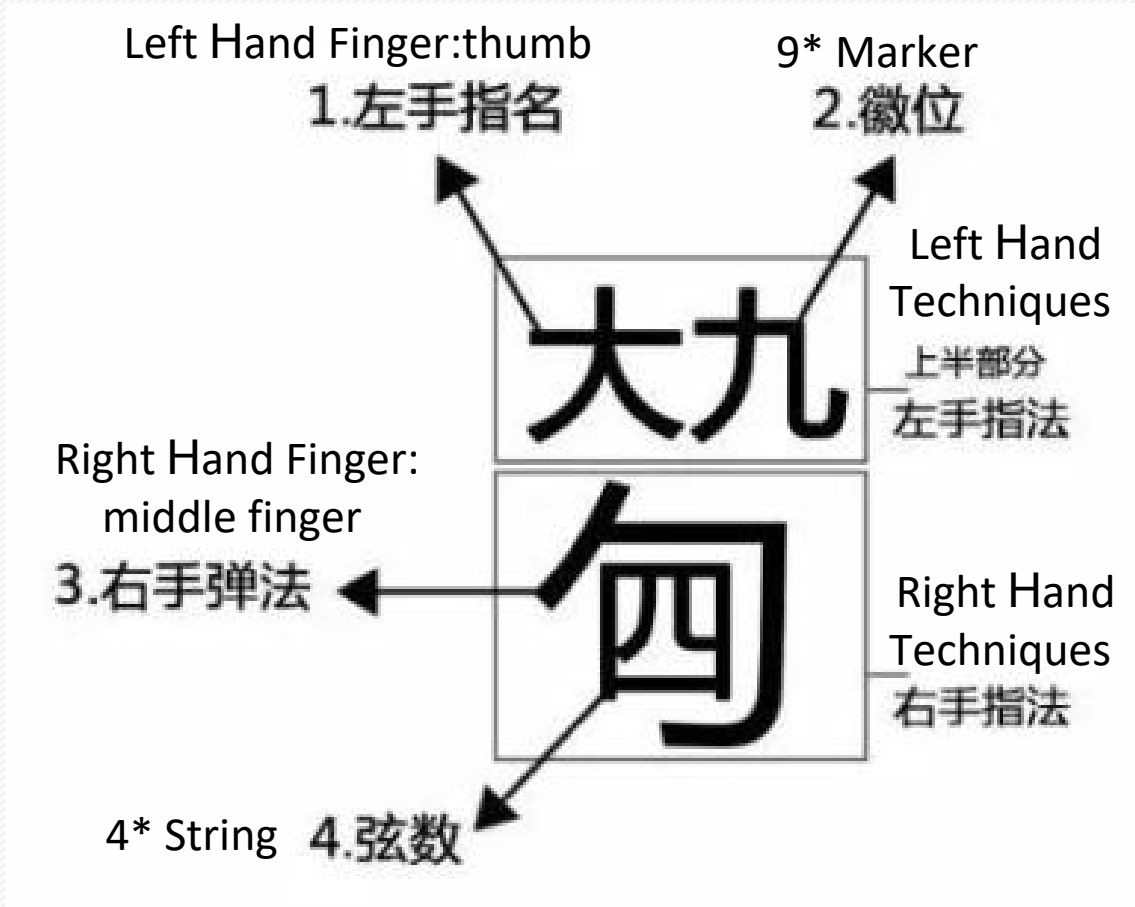 Left Hand Finger:thumb
1.左手指名
9* Marker
2.徽位
Left Hand
Techniques
上半部分
左手指法
大九
Right Hand Finger:
middle finger
3.右手弹法
勹四
Right Hand
Techniques
右手指法
4* String
4.弦数